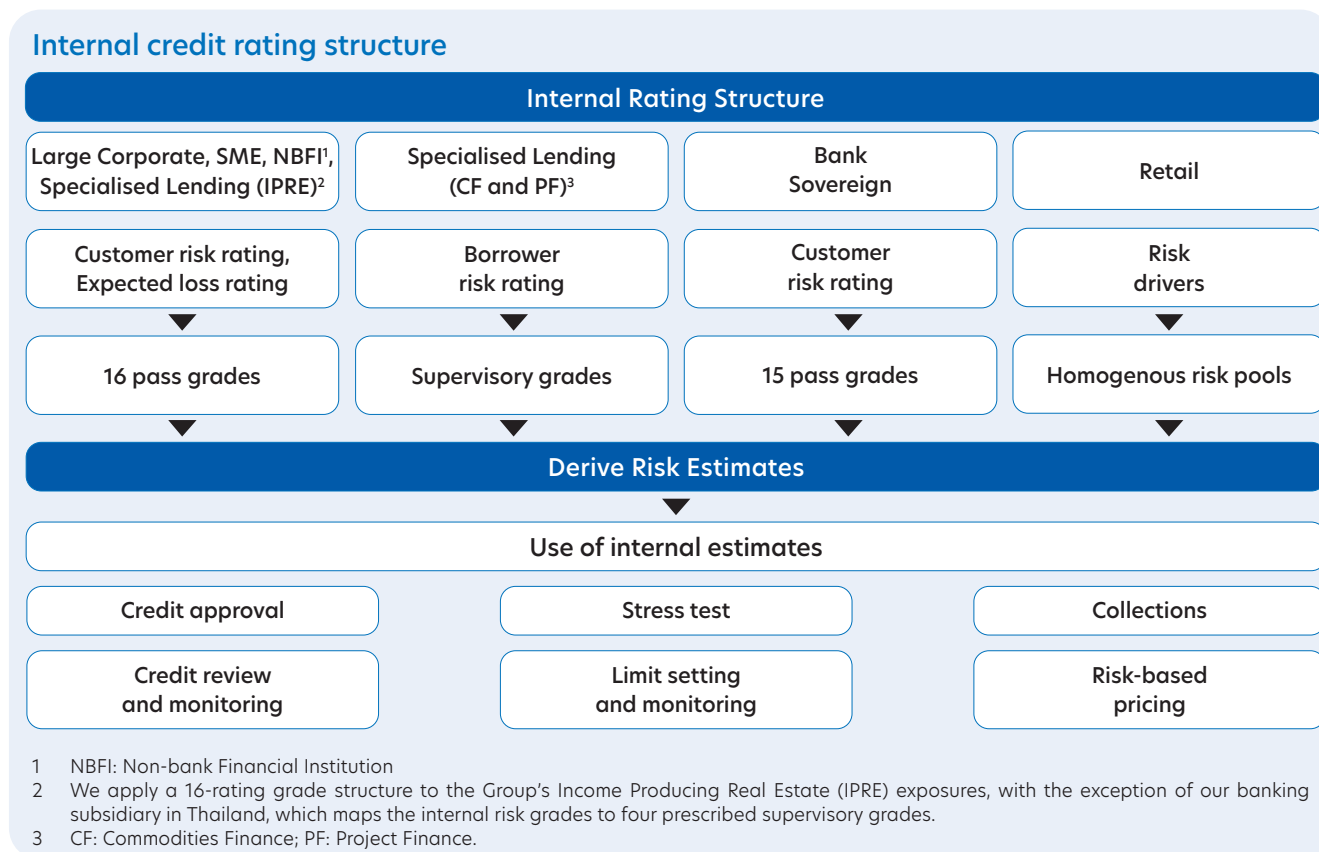 Internal credit rating structure
Internal Rating Structure
Large Corporate, SME, NBFI¹,
Specialised Lending (IPRE)²
Specialised Lending
(CF and PF)³
Bank
Sovereign
Retail
Customer risk rating,
Expected loss rating
Borrower
risk rating
Customer
risk rating
Risk
drivers
16 pass grades
Supervisory grades
15 pass grades
Homogenous risk pools
Derive Risk Estimates
Use of internal estimates
Credit approval
Stress test
Collections
Credit review
and monitoring
Limit setting
and monitoring
Risk-based
pricing
1 NBFI: Non-bank Financial Institution
2 We apply a 16-rating grade structure to the Group's Income Producing Real Estate (IPRE) exposures, with the exception of our banking
subsidiary in Thailand, which maps the internal risk grades to four prescribed supervisory grades.
3 CF: Commodities Finance; PF: Project Finance.